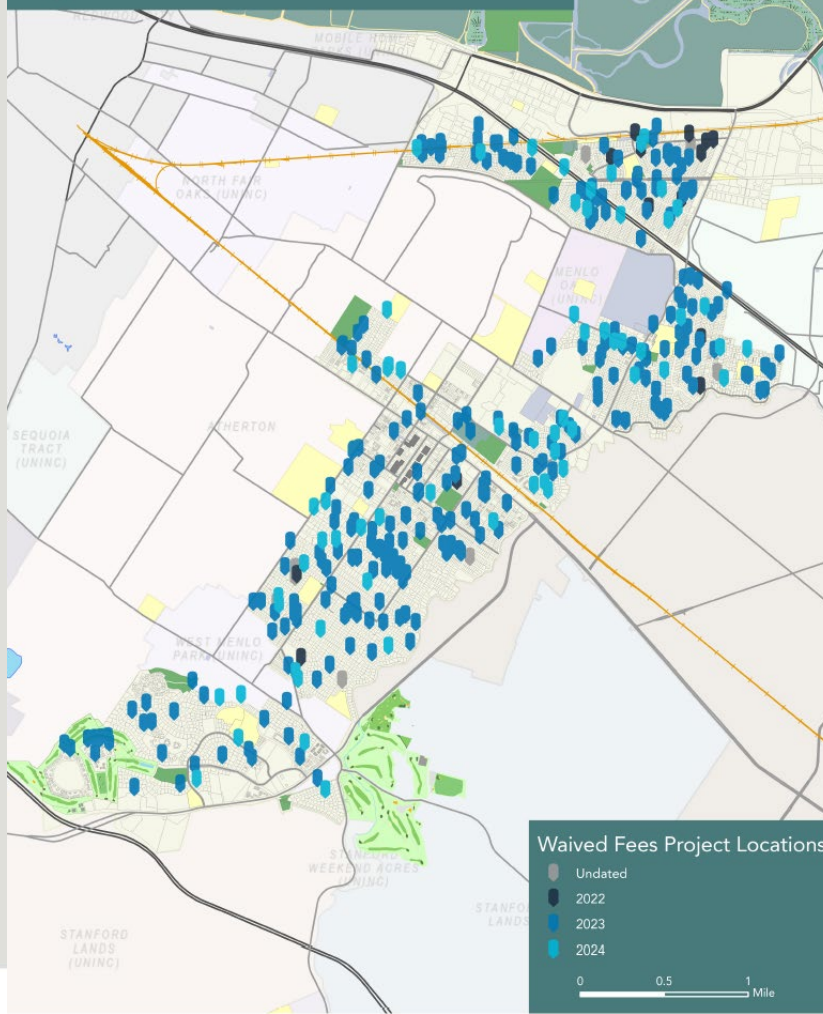 REDWOOD
MOBILE HOME
PARKS (UNINC)
NORTH FAIR
OAKS (UNINC)
MENLO
OAKS
(UNINC)
ATHERTON
SEQUOIA
TRACT
(UNINC)
WEST MENLO
PARK (UNINC)
STANFORD
WEEKEND ACRES
(UNINC)
STANFORD
LANDS
STANFORD
LANDS
(UNINC)
Waived Fees Project Locations
Undated
2022
2023
2024
0 0.5 1
Mile